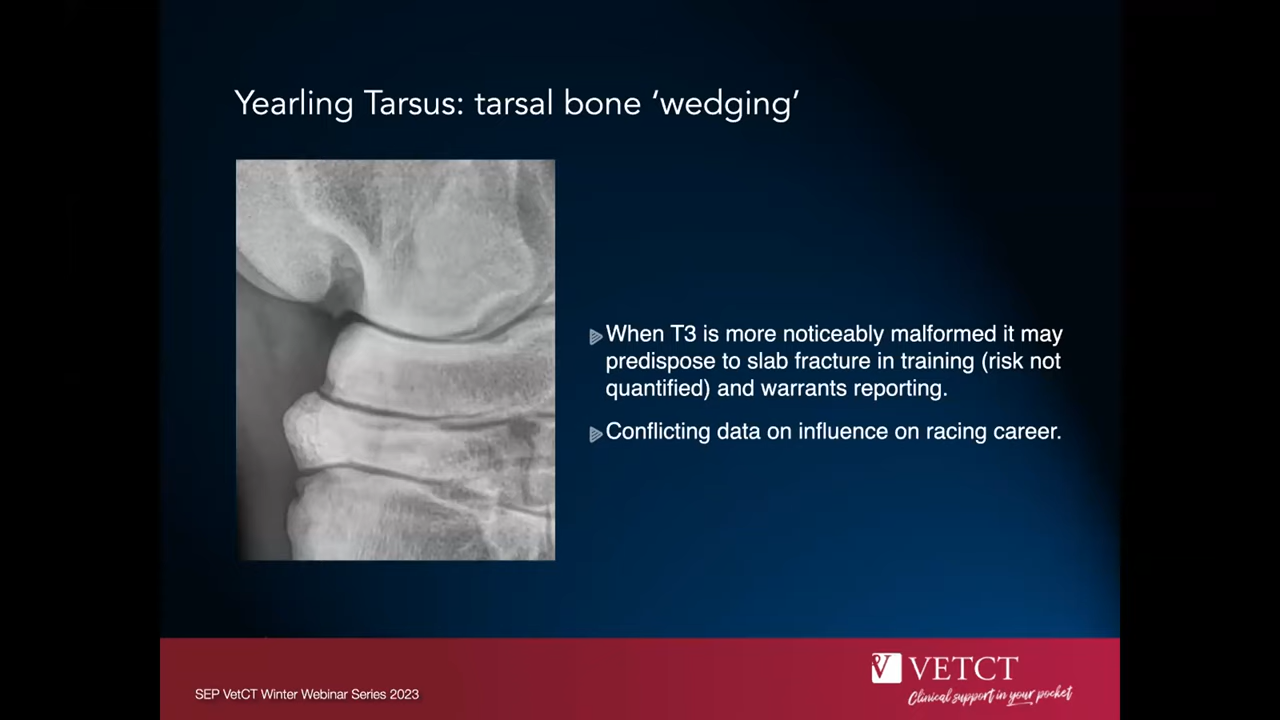 Yearling Tarsus: tarsal bone ‘wedging’
When T3 is more noticeably malformed it may
predispose to slab fracture in training (risk not
quantified) and warrants reporting.
Conflicting data on influence on racing career.
SEP VetCT Winter Webinar Series 2023
V VETCT
Clinical support in your pocket